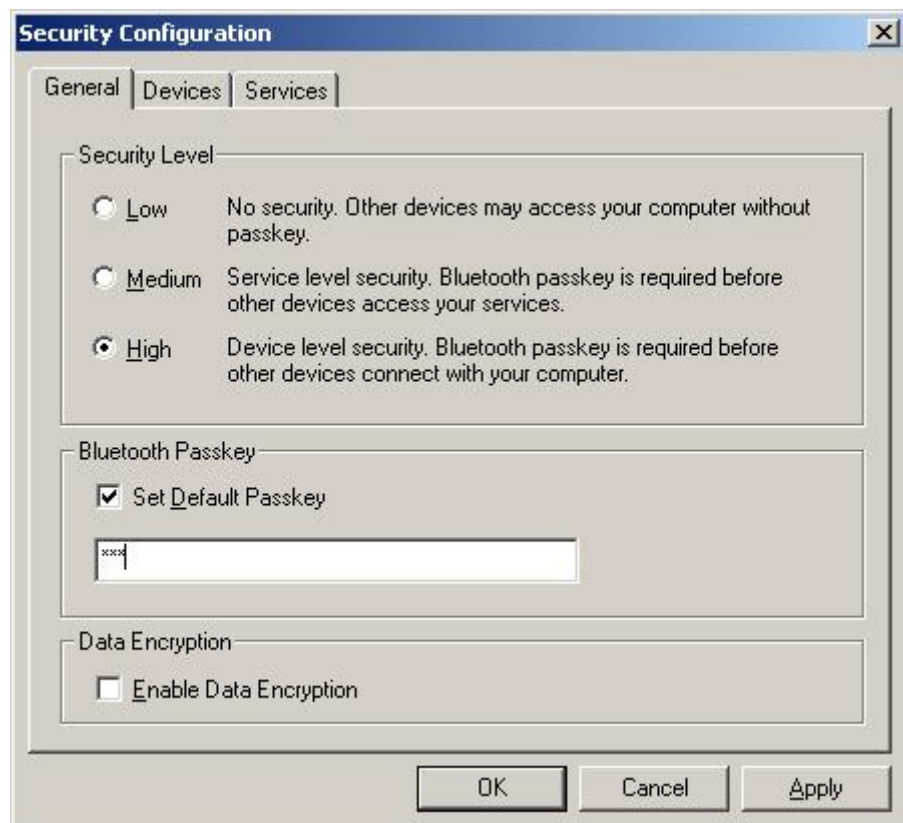 Security Configuration
General Devices Services
Security Level
Low No security. Other devices may access your computer without
passkey.
Medium Service level security. Bluetooth passkey is required before
other devices access your services.
High Device level security. Bluetooth passkey is required before
other devices connect with your computer.
Bluetooth Passkey
Set Default Passkey
***
Data Encryption
Enable Data Encryption
OK Cancel Apply